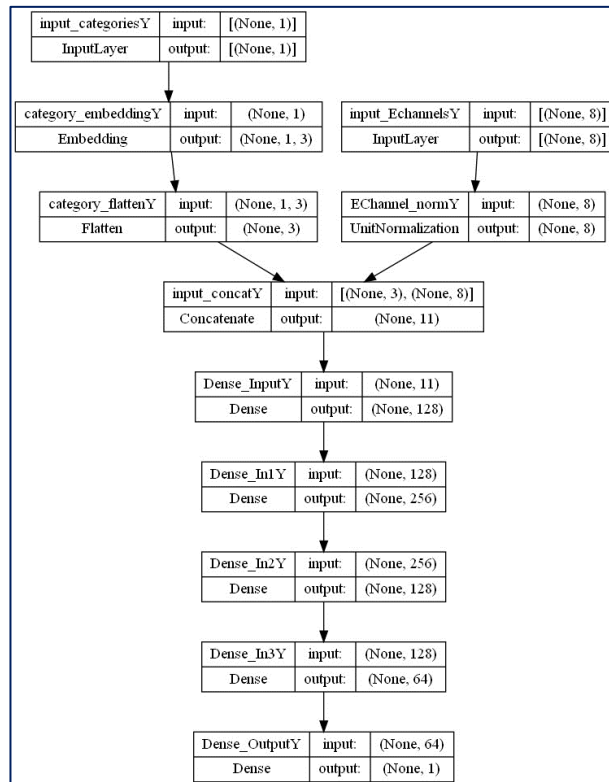 input_categoriesY input: [(None, 1)]
InputLayer output: [(None, 1)]
category_embeddingY input: (None, 1)
Embedding output: (None, 1, 3)
input_EchannelsY input: [(None, 8)]
InputLayer output: [(None, 8)]
category_flattenY input: (None, 1, 3)
Flatten output: (None, 3)
EChannel_normY input: (None, 8)
UnitNormalization output: (None, 8)
input_concatY input: [(None, 3), (None, 8)]
Concatenate output: (None, 11)
Dense_InputY input: (None, 11)
Dense output: (None, 128)
Dense_In1Y input: (None, 128)
Dense output: (None, 256)
Dense_In2Y input: (None, 256)
Dense output: (None, 128)
Dense_In3Y input: (None, 128)
Dense output: (None, 64)
Dense_OutputY input: (None, 64)
Dense output: (None, 1)